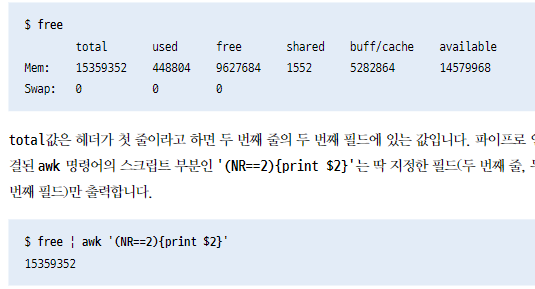 $ free
total used free shared buff/cache available
Mem: 15359352 448804 9627684 1552 5282864 14579968
Swap: 0 0 0
total값은 헤더가 첫 줄이라고 하면 두 번째 줄의 두 번째 필드에 있는 값입니다. 파이프로
결된 awk 명령어의 스크립트 부분인 '(NR==2){print $2}'는 딱 지정한 필드(두 번째 줄,
번째 필드)만 출력합니다.
$ free ¦ awk '(NR==2){print $2}'
15359352